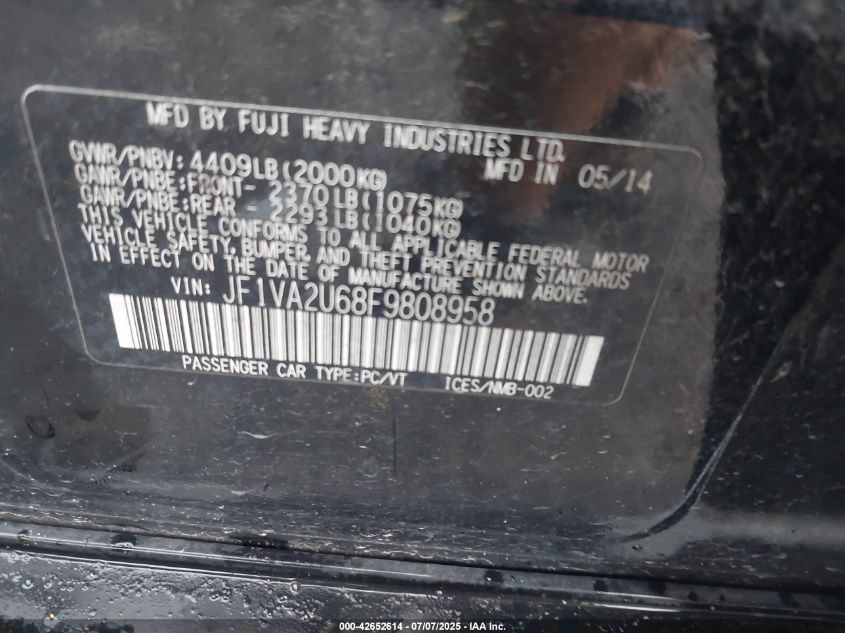 MFD BY FUJI HEAVY INDUSTRIES LTD.
GVWR/PNBV: 4409LB(2000KG) MFD IN 05/14
GAWR/PNBE:FRONT- 2370LB(1075KG)
GAWR/PNBE:REAR - 2293LB(1040KG)
THIS VEHICLE CONFORMS TO ALL APPLICABLE FEDERAL MOTOR
VEHICLE SAFETY, BUMPER, AND THEFT PREVENTION STANDARDS
IN EFFECT ON THE DATE OF MANUFACTURE SHOWN ABOVE.
VIN: JF1VA2U68F9808958
PASSENGER CAR TYPE:PC/VT ICES/NMB-002
000-42652614 - 07/07/2025 - IAA Inc.